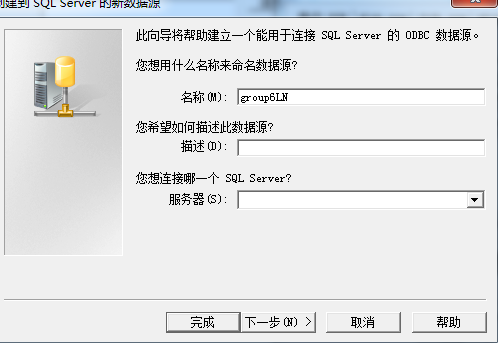 创建到 SQL Server 的新数据源
此向导将帮助建立一个能用于连接 SQL Server 的 ODBC 数据源。
您想用什么名称来命名数据源?
名称(M): group6LN
您希望如何描述此数据源?
描述(D):
您想连接哪一个 SQL Server?
服务器(S):
完成 下一步(N) > 取消 帮助